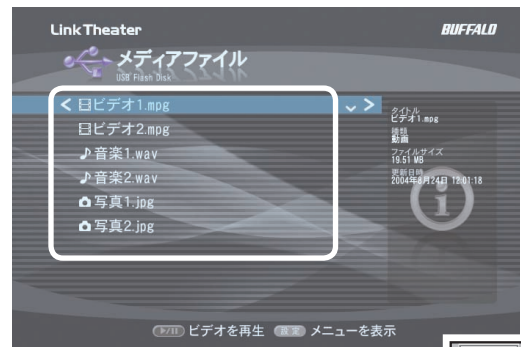 LinkTheater
BUFFALO
メディアファイル
USB Flash Disk
ビデオ1.mpg
ビデオ2.mpg
音楽1.wav
音楽2.wav
写真1.jpg
写真2.jpg
タイトル
ビデオ1.mpg
種類
動画
ファイルサイズ
19.51 MB
更新日時
2004年8月24日 12:01:18
ビデオを再生 設定 メニューを表示